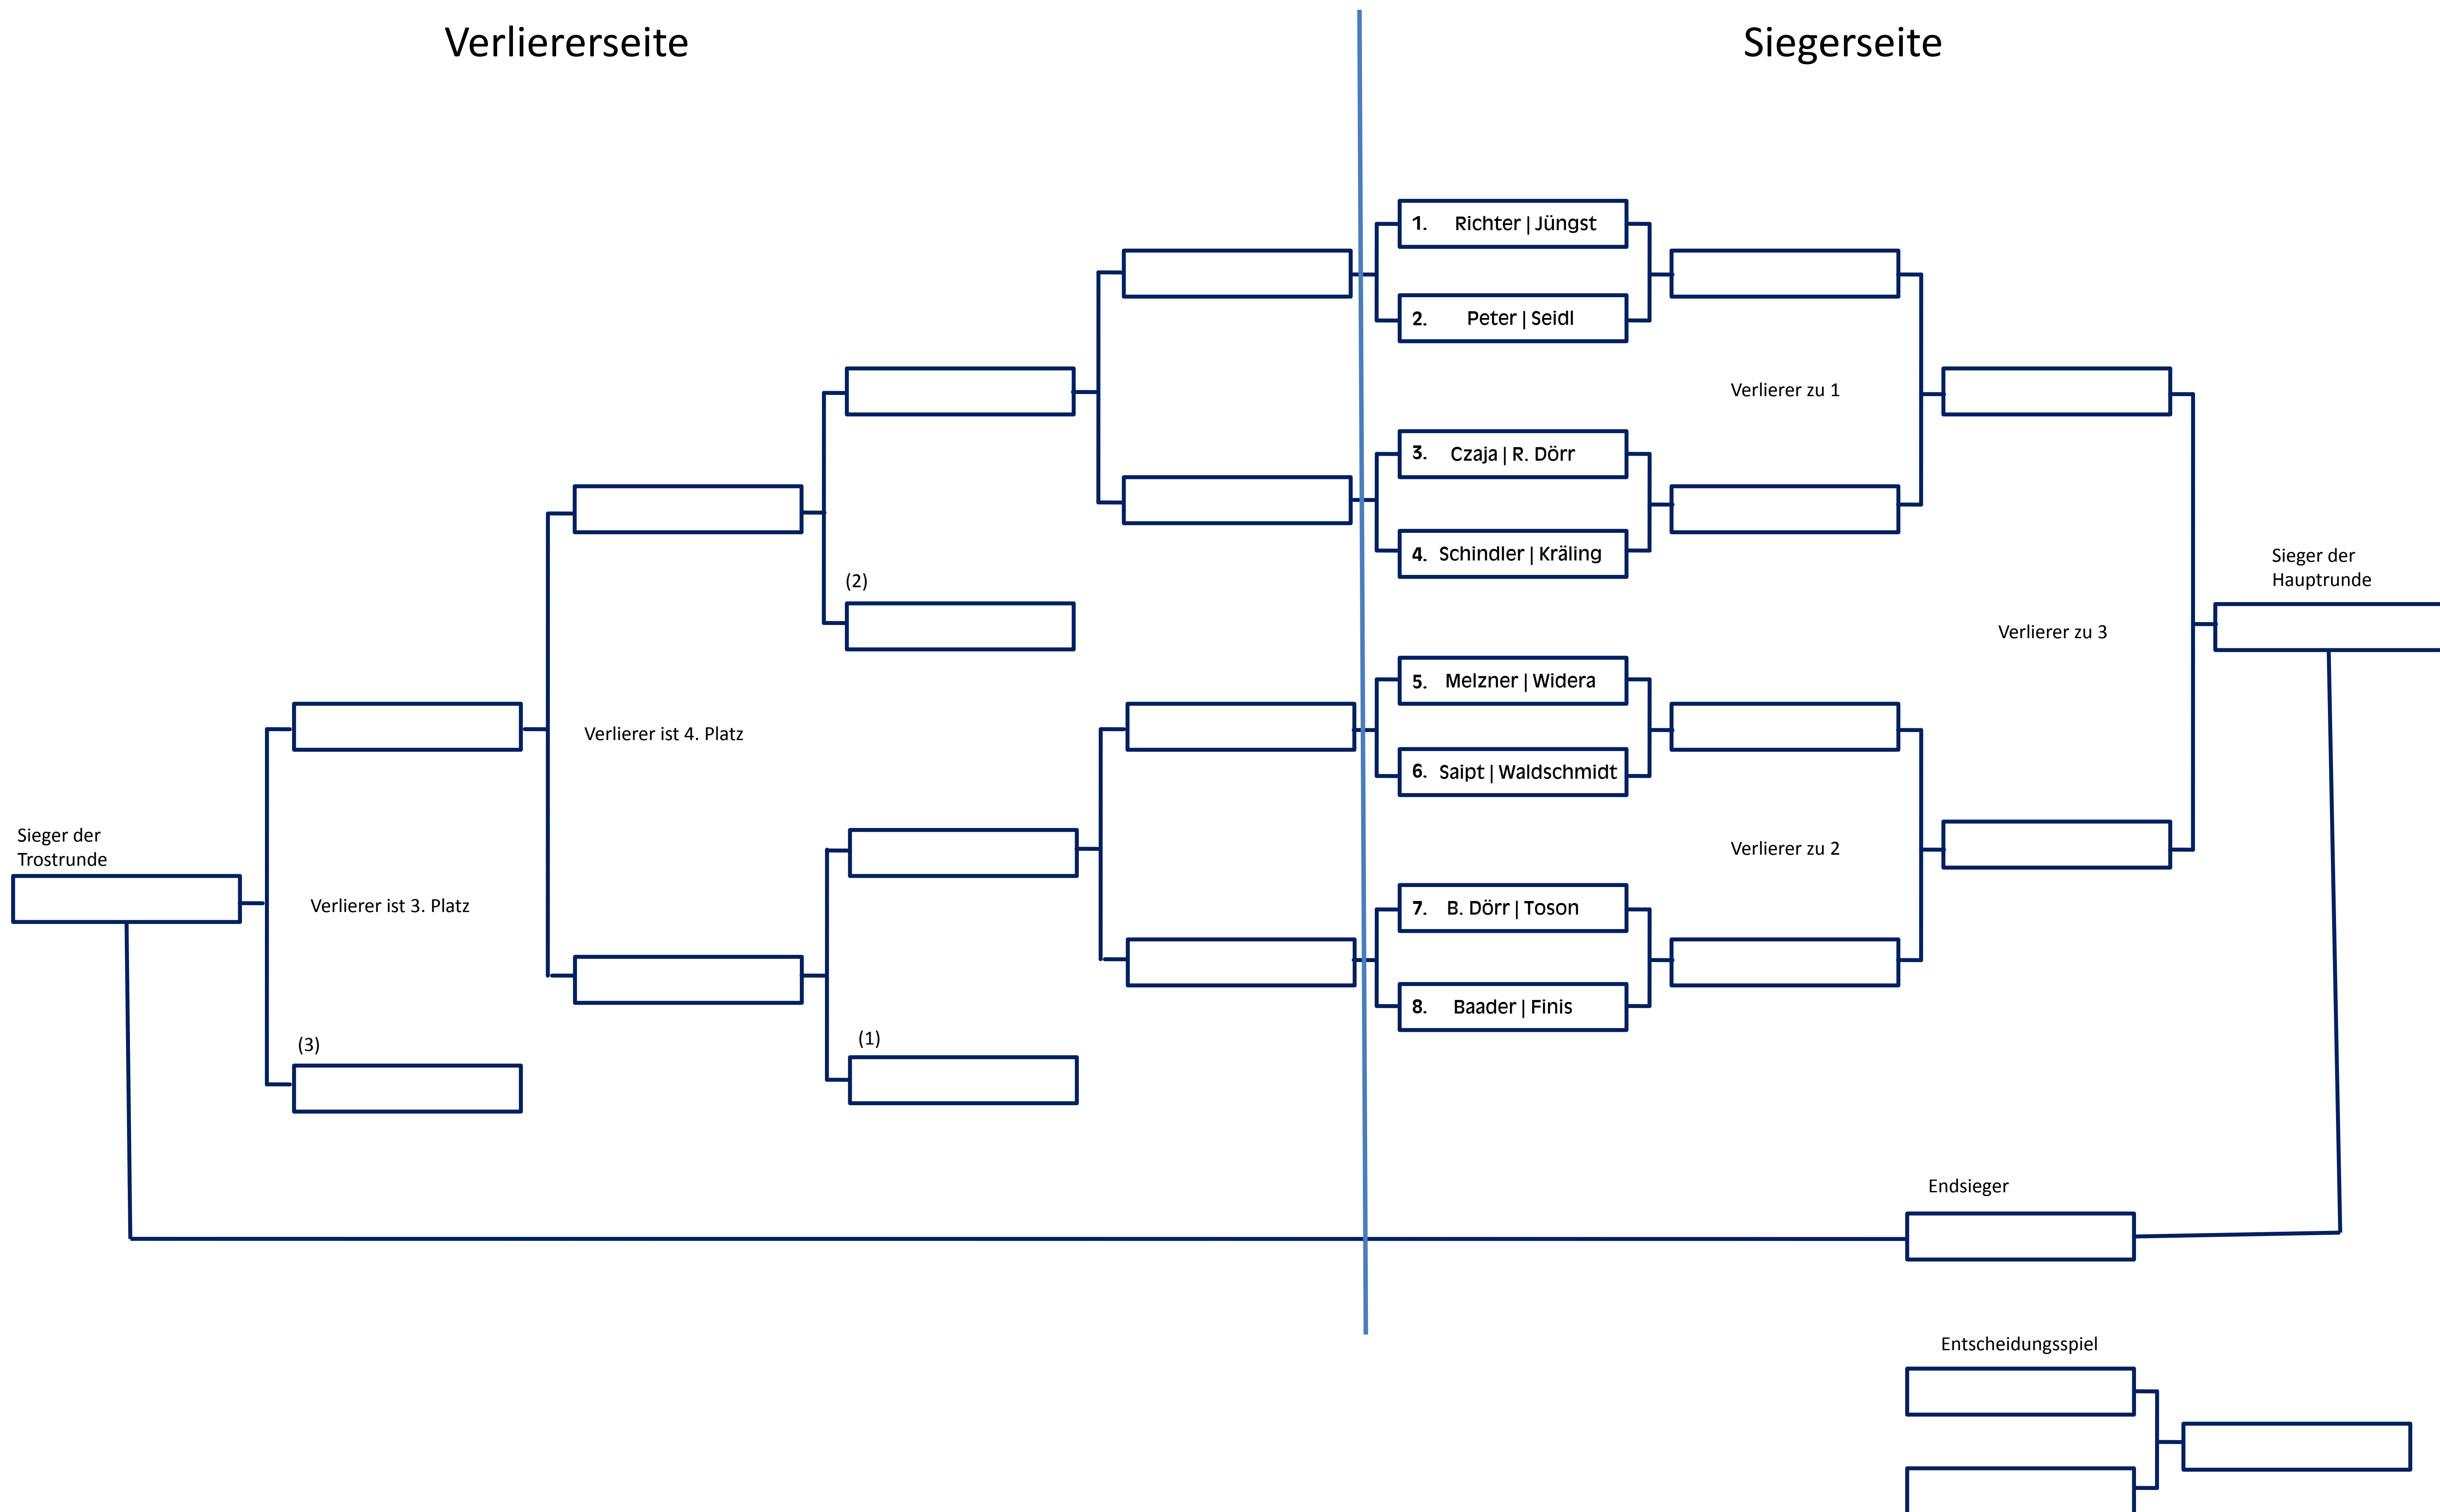 Verliererseite
Siegerseite
1. Richter | Jüngst
2. Peter | Seidl
Verlierer zu 1
3. Czaja | R. Dörr
4. Schindler | Kräling
Sieger der
Hauptrunde
(2)
Verlierer zu 3
5. Melzner | Widera
Verlierer ist 4. Platz
6. Saipt | Waldschmidt
Sieger der
Trostrunde
Verlierer zu 2
Verlierer ist 3. Platz
7. B. Dörr | Toson
8. Baader | Finis
(3)
(1)
Endsieger
Entscheidungsspiel